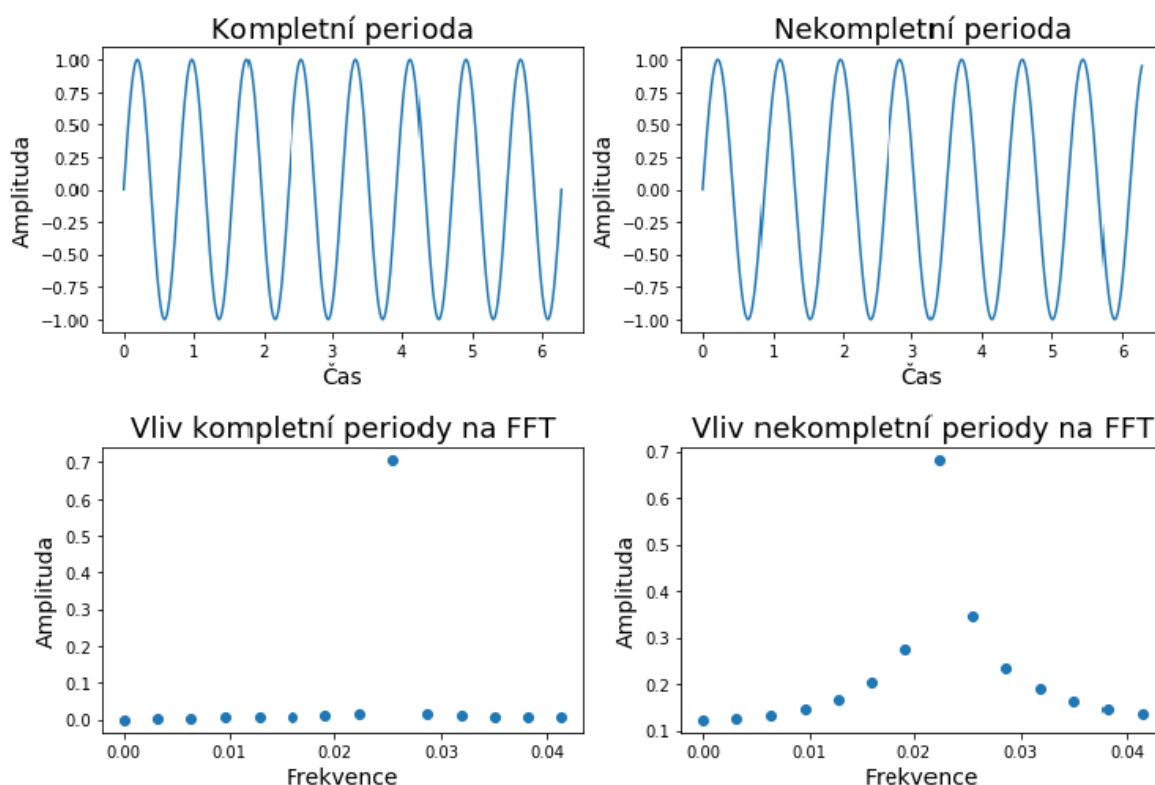 Kompletní perioda
1.00
0.75
0.50
0.25
0.00
−0.25
−0.50
−0.75
−1.00
Amplituda
0 1 2 3 4 5 6
Čas
Nekompletní perioda
1.00
0.75
0.50
0.25
0.00
−0.25
−0.50
−0.75
−1.00
Amplituda
0 1 2 3 4 5 6
Čas
Vliv kompletní periody na FFT
0.7
0.6
0.5
0.4
0.3
0.2
0.1
0.0
Amplituda
0.00 0.01 0.02 0.03 0.04
Frekvence
Vliv nekompletní periody na FFT
0.7
0.6
0.5
0.4
0.3
0.2
0.1
Amplituda
0.00 0.01 0.02 0.03 0.04
Frekvence